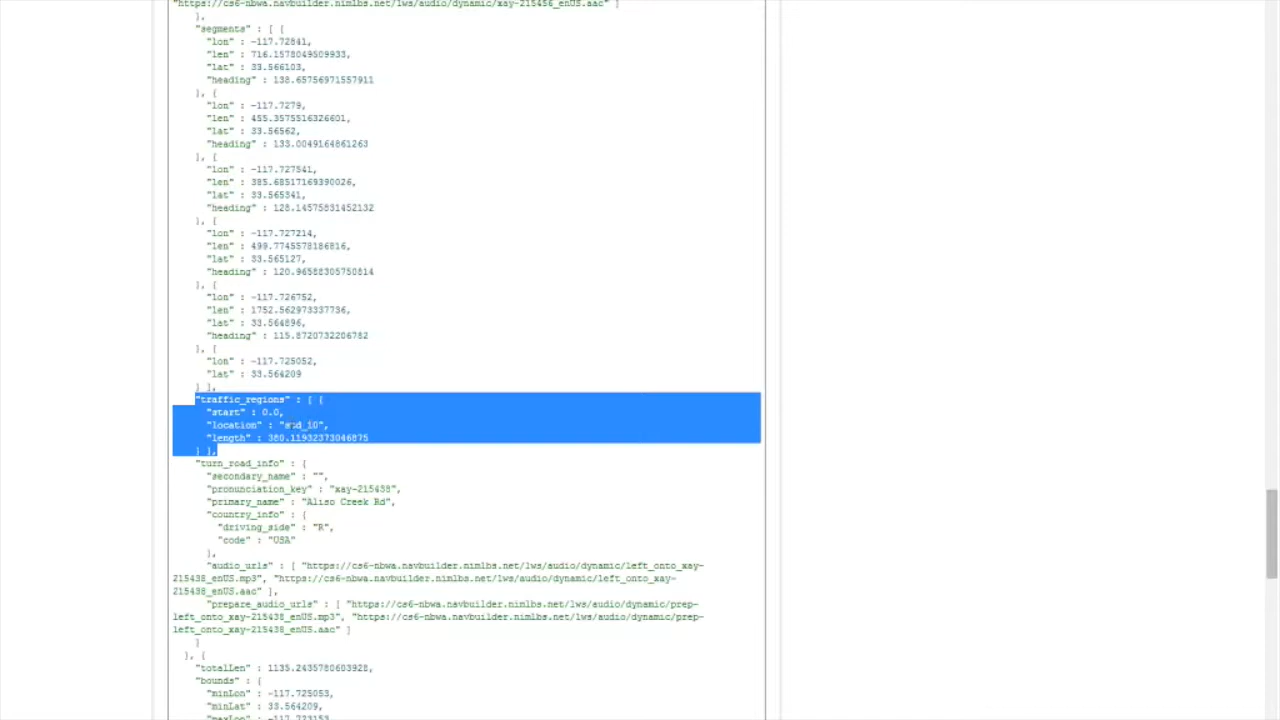 "https://cs6-nbwa.navbuilder.nimlbs.net/lws/audio/dynamic/xay-215456_enUS.aac" ]
},
"segments" : [ {
"lon" : -117.72841,
"len" : 716.1578049509933,
"lat" : 33.566103,
"heading" : 138.65756971557911
}, {
"lon" : -117.7279,
"len" : 455.3575516326601,
"lat" : 33.56562,
"heading" : 133.0049164861263
}, {
"lon" : -117.727541,
"len" : 385.68517169390026,
"lat" : 33.565341,
"heading" : 128.14575831452132
}, {
"lon" : -117.727214,
"len" : 499.7745578186816,
"lat" : 33.565127,
"heading" : 120.96588305750814
}, {
"lon" : -117.726752,
"len" : 1752.562973337736,
"lat" : 33.564896,
"heading" : 115.8720732206782
}, {
"lon" : -117.725052,
"lat" : 33.564209
} ],
"traffic_regions" : [ {
"start" : 0.0,
"location" :
"length" : 380.11932373046875
} ],
"turn_road_info" : {
"secondary_name" : "",
"pronunciation_key" : "xay-215438",
"primary_name" : "Aliso Creek Rd",
"country_info" : {
"driving_side" : "R",
"code" : "USA"
},
"audio_urls" : [ "https://cs6-nbwa.navbuilder.nimlbs.net/lws/audio/dynamic/left_onto_xay-
215438_enUS.mp3", "https://cs6-nbwa.navbuilder.nimlbs.net/lws/audio/dynamic/left_onto_xay-
215438_enUS.aac" ],
"prepare_audio_urls" : [ "https://cs6-nbwa.navbuilder.nimlbs.net/lws/audio/dynamic/prep-
left_onto_xay-215438_enUS.mp3", "https://cs6-nbwa.navbuilder.nimlbs.net/lws/audio/dynamic/prep-
left_onto_xay-215438_enUS.aac" ]
}
}, {
"totalLen" : 1135.2435780603928,
"bounds" : {
"minLon" : -117.725053,
"minLat" : 33.564209,
"maxLon" : -117.723153,